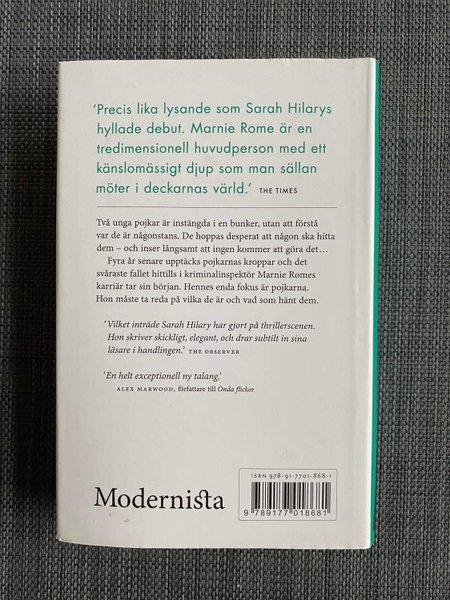 ‘Precis lika lysande som Sarah Hilarys
hyllade debut. Marnie Rome är en
tredimensionell huvudperson med ett
känslomässigt djup som man sällan
möter i deckarnas värld.’ THE TIMES
Två unga pojkar är instängda i en bunker, utan att förstå
var de är någonstans. De hoppas desperat att någon ska hitta
dem – och inser långsamt att ingen kommer att göra det…
Fyra år senare upptäcks pojkarnas kroppar och det
svåraste fallet hittills i kriminalinspektör Marnie Romes
karriär tar sin början. Hennes enda fokus är pojkarna.
Hon måste ta reda på vilka de är och vad som hänt dem.
‘Vilket inträde Sarah Hilary har gjort på thrillerscenen.
Hon skriver skickligt, elegant, och drar subtilt in sina
läsare i handlingen.’ THE OBSERVER
‘En helt exceptionell ny talang.’
ALEX MARWOOD, författare till Onda flickor
ISBN 978-91-7701-868-1
Modernista
9 789177 018681